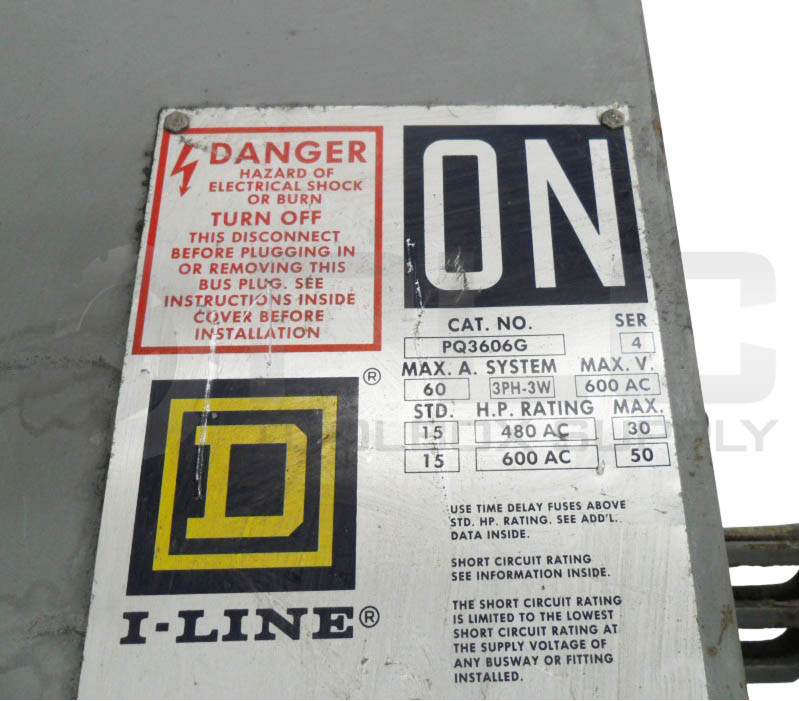 DANGER
HAZARD OF
ELECTRICAL SHOCK
OR BURN
TURN OFF
THIS DISCONNECT
BEFORE PLUGGING IN
OR REMOVING THIS
BUS PLUG. SEE
INSTRUCTIONS INSIDE
COVER BEFORE
INSTALLATION
ON
CAT. NO. SER
PQ3606G 4
MAX. A. SYSTEM MAX. V.
60 3PH-3W 600 AC
STD. H.P. RATING MAX.
15 480 AC 30
15 600 AC 50
D ®
I-LINE®
USE TIME DELAY FUSES ABOVE
STD. HP. RATING. SEE ADD'L.
DATA INSIDE.
SHORT CIRCUIT RATING
SEE INFORMATION INSIDE.
THE SHORT CIRCUIT RATING
IS LIMITED TO THE LOWEST
SHORT CIRCUIT RATING AT
THE SUPPLY VOLTAGE OF
ANY BUSWAY OR FITTING
INSTALLED.